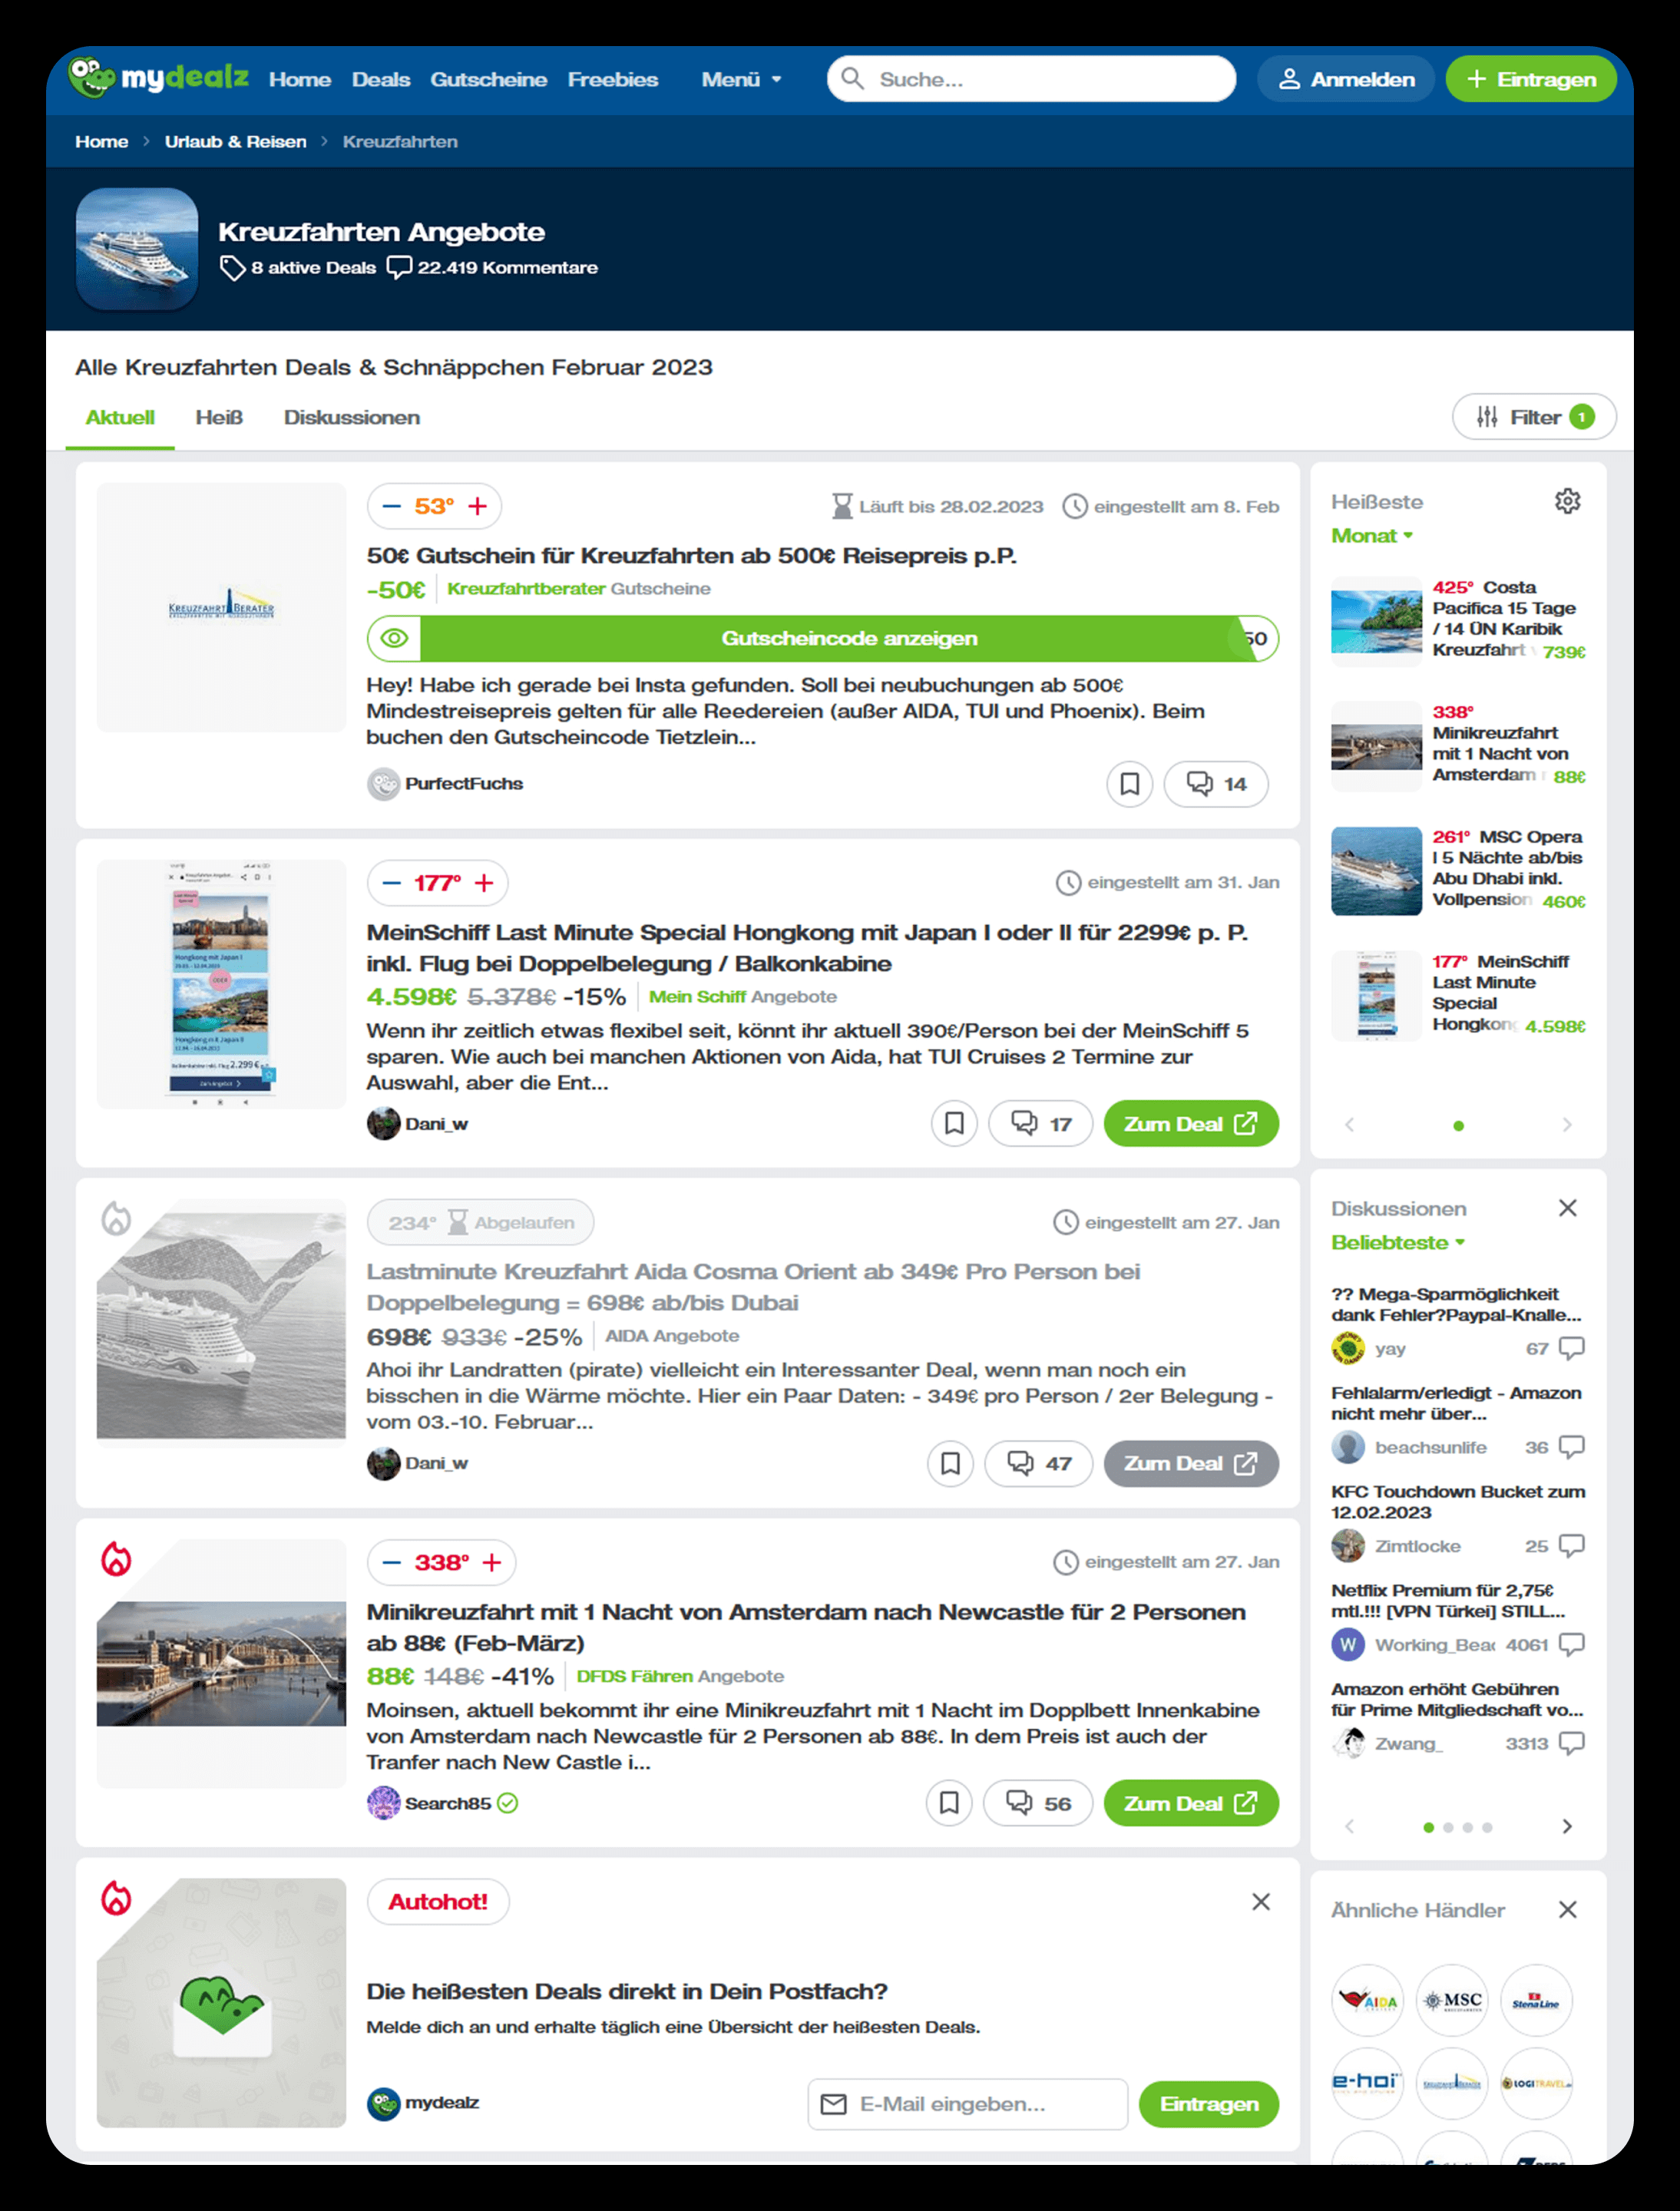 mydealz Home Deals Gutscheine Freebies Menü Suche... Anmelden + Eintragen
Home > Urlaub & Reisen > Kreuzfahrten
Kreuzfahrten Angebote
8 aktive Deals 22.419 Kommentare
Alle Kreuzfahrten Deals & Schnäppchen Februar 2023
Aktuell Heiß Diskussionen Filter 1
− 53° + Läuft bis 28.02.2023 eingestellt am 8. Feb
50€ Gutschein für Kreuzfahrten ab 500€ Reisepreis p.P.
-50€ Kreuzfahrtberater Gutscheine
KREUZFAHRT BERATER
Gutscheincode anzeigen 50
Hey! Habe ich gerade bei Insta gefunden. Soll bei neubuchungen ab 500€
Mindestreisepreis gelten für alle Reedereien (außer AIDA, TUI und Phoenix). Beim
buchen den Gutscheincode Tietzlein...
PurfectFuchs 14
− 177° + eingestellt am 31. Jan
MeinSchiff Last Minute Special Hongkong mit Japan I oder II für 2299€ p. P.
inkl. Flug bei Doppelbelegung / Balkonkabine
4.598€ 5.378€ -15% Mein Schiff Angebote
Wenn ihr zeitlich etwas flexibel seit, könnt ihr aktuell 390€/Person bei der MeinSchiff 5
sparen. Wie auch bei manchen Aktionen von Aida, hat TUI Cruises 2 Termine zur
Auswahl, aber die Ent...
Dani_w 17 Zum Deal
Hongkong mit Japan I
ODER
Hongkong mit Japan II
2.299 €
234° Abgelaufen eingestellt am 27. Jan
Lastminute Kreuzfahrt Aida Cosma Orient ab 349€ Pro Person bei
Doppelbelegung = 698€ ab/bis Dubai
698€ 933€ -25% AIDA Angebote
Ahoi ihr Landratten (pirate) vielleicht ein Interessanter Deal, wenn man noch ein
bisschen in die Wärme möchte. Hier ein Paar Daten: - 349€ pro Person / 2er Belegung -
vom 03.-10. Februar...
Dani_w 47 Zum Deal
− 338° + eingestellt am 27. Jan
Minikreuzfahrt mit 1 Nacht von Amsterdam nach Newcastle für 2 Personen
ab 88€ (Feb-März)
88€ 148€ -41% DFDS Fähren Angebote
Moinsen, aktuell bekommt ihr eine Minikreuzfahrt mit 1 Nacht im Dopplbett Innenkabine
von Amsterdam nach Newcastle für 2 Personen ab 88€. In dem Preis ist auch der
Tranfer nach New Castle i...
Search85 56 Zum Deal
Autohot!
Die heißesten Deals direkt in Dein Postfach?
Melde dich an und erhalte täglich eine Übersicht der heißesten Deals.
mydealz E-Mail eingeben... Eintragen
Heißeste
Monat
425° Costa
Pacifica 15 Tage
/ 14 ÜN Karibik
Kreuzfahrt 739€
338°
Minikreuzfahrt
mit 1 Nacht von
Amsterdam 88€
261° MSC Opera
I 5 Nächte ab/bis
Abu Dhabi inkl.
Vollpension 460€
177° MeinSchiff
Last Minute
Special
Hongkong 4.598€
Diskussionen
Beliebteste
?? Mega-Sparmöglichkeit
dank Fehler?Paypal-Knalle...
yay 67
Fehlalarm/erledigt - Amazon
nicht mehr über...
beachsunlife 36
KFC Touchdown Bucket zum
12.02.2023
Zimtlocke 25
Netflix Premium für 2,75€
mtl.!!! [VPN Türkei] STILL...
W Working_Bea 4061
Amazon erhöht Gebühren
für Prime Mitgliedschaft vo...
Zwang_ 3313
Ähnliche Händler
AIDA MSC Stena Line
e-hoi KREUZFAHRT BERATER LOGITRAVEL